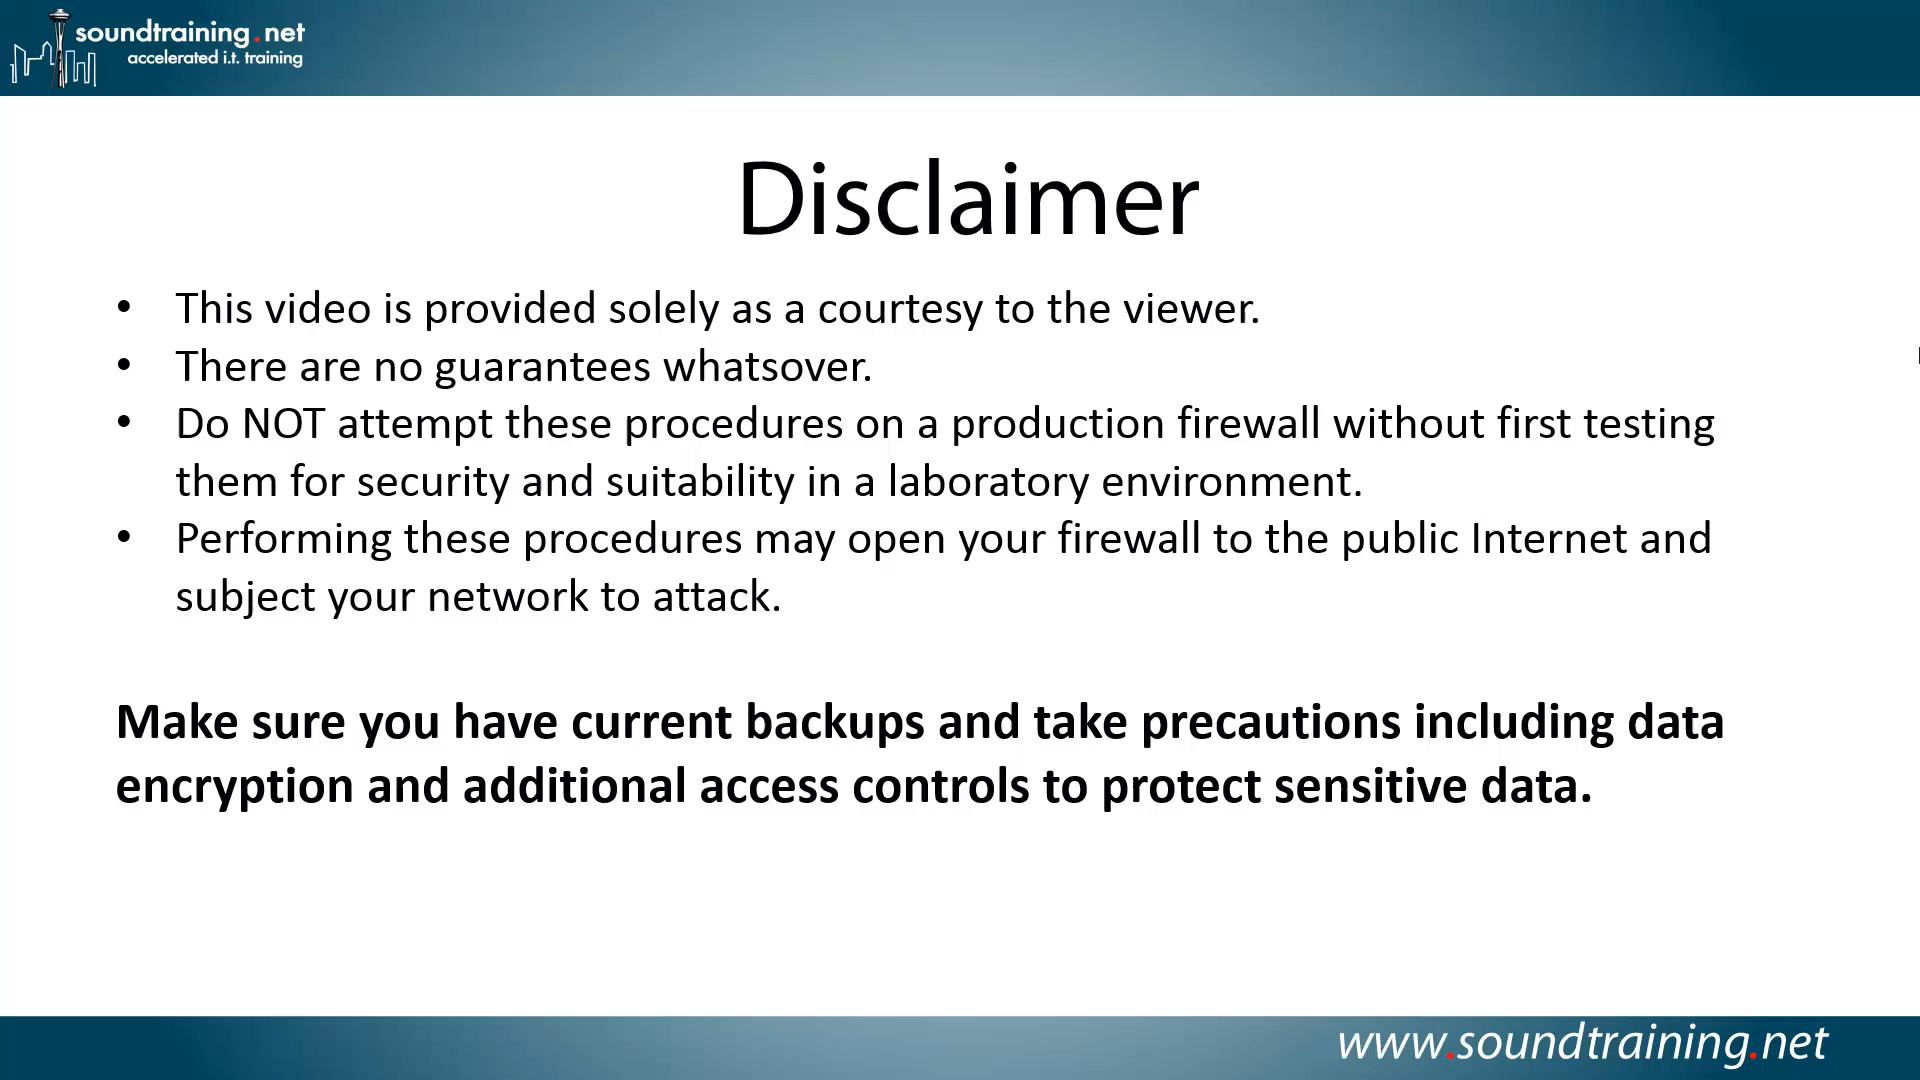 soundtraining.net
accelerated i.t. training
Disclaimer
• This video is provided solely as a courtesy to the viewer.
• There are no guarantees whatsover.
• Do NOT attempt these procedures on a production firewall without first testing
them for security and suitability in a laboratory environment.
• Performing these procedures may open your firewall to the public Internet and
subject your network to attack.
Make sure you have current backups and take precautions including data
encryption and additional access controls to protect sensitive data.
www.soundtraining.net